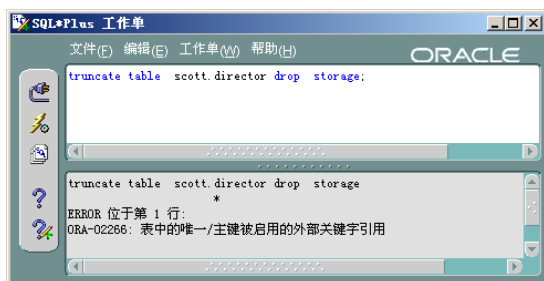 SQL*Plus 工作单
文件(F) 编辑(E) 工作单(W) 帮助(H)
ORACLE
truncate table scott.director drop storage;
truncate table scott.director drop storage
*
ERROR 位于第 1 行:
ORA-02266: 表中的唯一/主键被启用的外部关键字引用